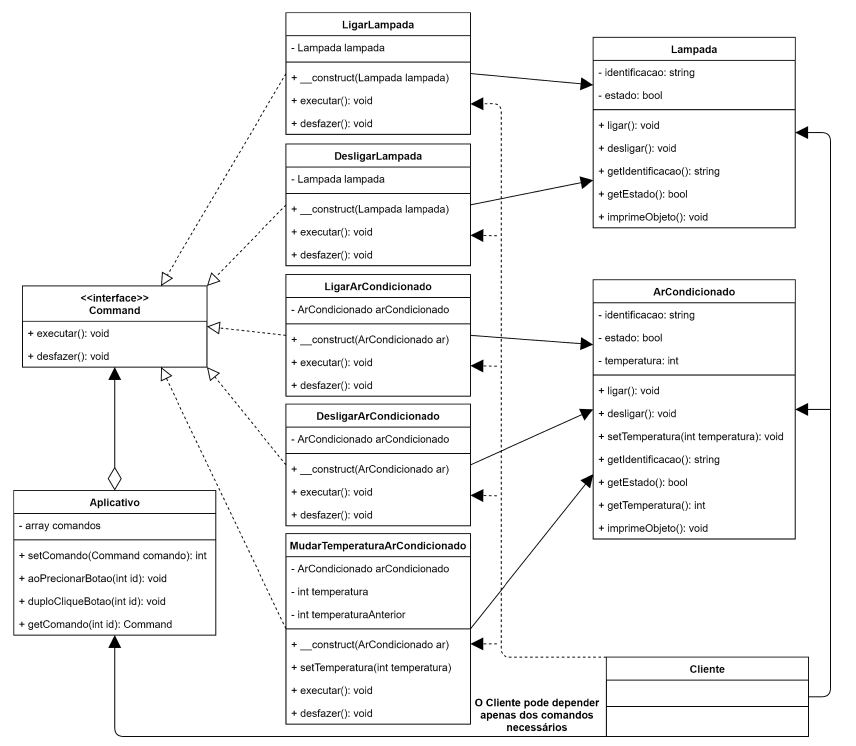 LigarLampada
- Lampada lampada
+ __construct(Lampada lampada)
+ executar(): void
+ desfazer(): void
DesligarLampada
- Lampada lampada
+ __construct(Lampada lampada)
+ executar(): void
+ desfazer(): void
LigarArCondicionado
- ArCondicionado arCondicionado
+ __construct(ArCondicionado ar)
+ executar(): void
+ desfazer(): void
DesligarArCondicionado
- ArCondicionado arCondicionado
+ __construct(ArCondicionado ar)
+ executar(): void
+ desfazer(): void
MudarTemperaturaArCondicionado
- ArCondicionado arCondicionado
- int temperatura
- int temperaturaAnterior
+ __construct(ArCondicionado ar)
+ setTemperatura(int temperatura)
+ executar(): void
+ desfazer(): void
<<interface>>
Command
+ executar(): void
+ desfazer(): void
Aplicativo
- array comandos
+ setComando(Command comando): int
+ aoPrecionarBotao(int id): void
+ duploCliqueBotao(int id): void
+ getComando(int id): Command
Lampada
- identificacao: string
- estado: bool
+ ligar(): void
+ desligar(): void
+ getIdentificacao(): string
+ getEstado(): bool
+ imprimeObjeto(): void
ArCondicionado
- identificacao: string
- estado: bool
- temperatura: int
+ ligar(): void
+ desligar(): void
+ setTemperatura(int temperatura): void
+ getIdentificacao(): string
+ getEstado(): bool
+ getTemperatura(): int
+ imprimeObjeto(): void
Cliente
O Cliente pode depender
apenas dos comandos
necessários